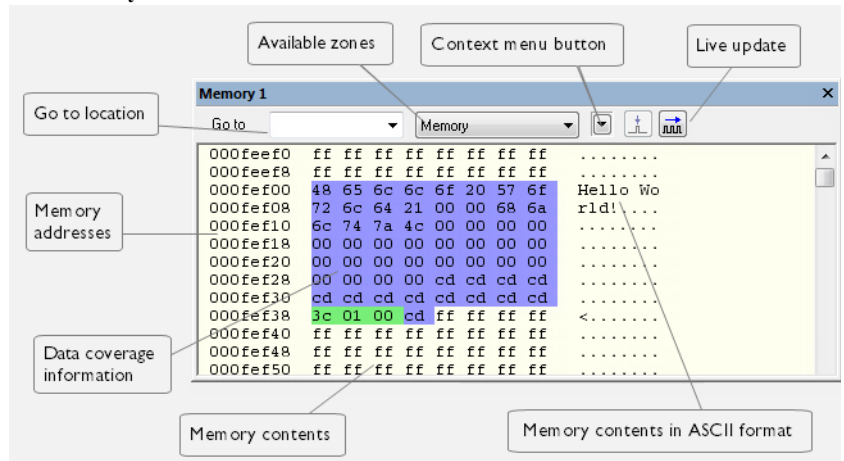 Available zones
Context menu button
Live update
Memory 1
Go to location
Go to
Memory
000feef0 ff ff ff ff ff ff ff ff ........
000feef8 ff ff ff ff ff ff ff ff ........
000fef00 48 65 6c 6c 6f 20 57 6f Hello Wo
000fef08 72 6c 64 21 00 00 68 6a rld!....
000fef10 6c 74 7a 4c 00 00 00 00 ........
000fef18 00 00 00 00 00 00 00 00 ........
000fef20 00 00 00 00 00 00 00 00 ........
000fef28 00 00 00 00 cd cd cd cd ........
000fef30 cd cd cd cd cd cd cd cd ........
000fef38 3c 01 00 cd ff ff ff ff <.......
000fef40 ff ff ff ff ff ff ff ff ........
000fef48 ff ff ff ff ff ff ff ff ........
000fef50 ff ff ff ff ff ff ff ff ........
Memory
addresses
Data coverage
information
Memory contents
Memory contents in ASCII format